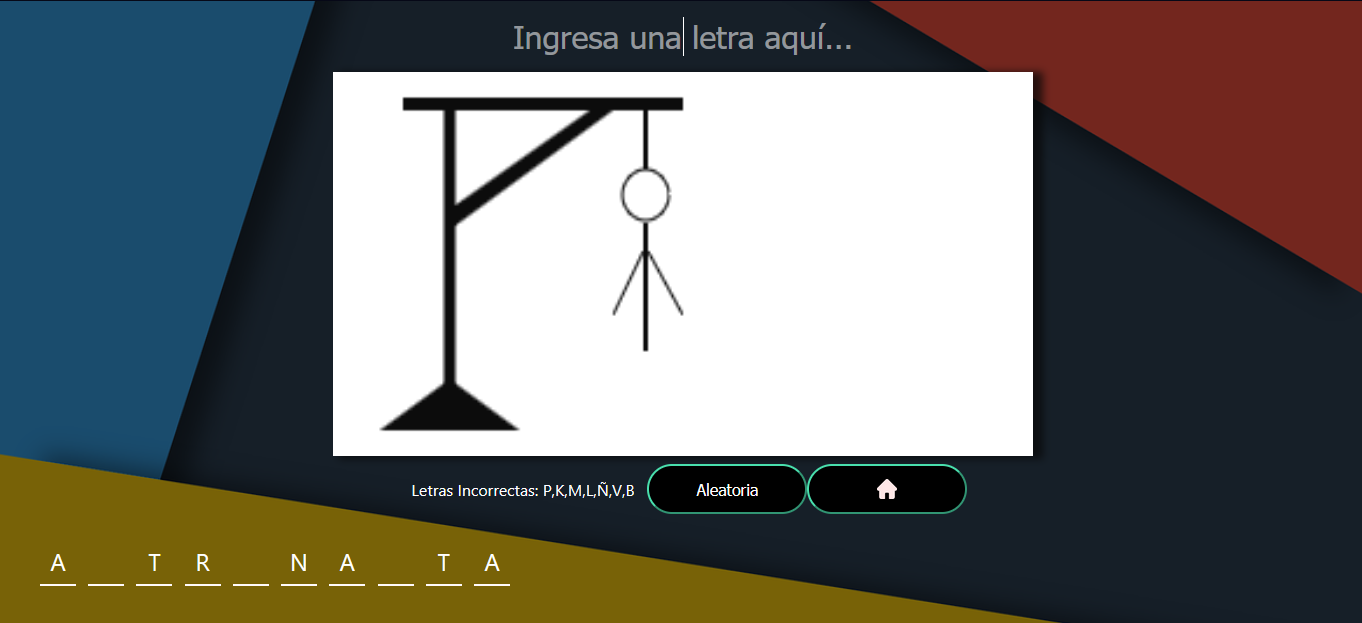 Ingresa una letra aquí...
Letras Incorrectas: P,K,M,L,Ñ,V,B
Aleatoria
A _ T R _ N A _ T A